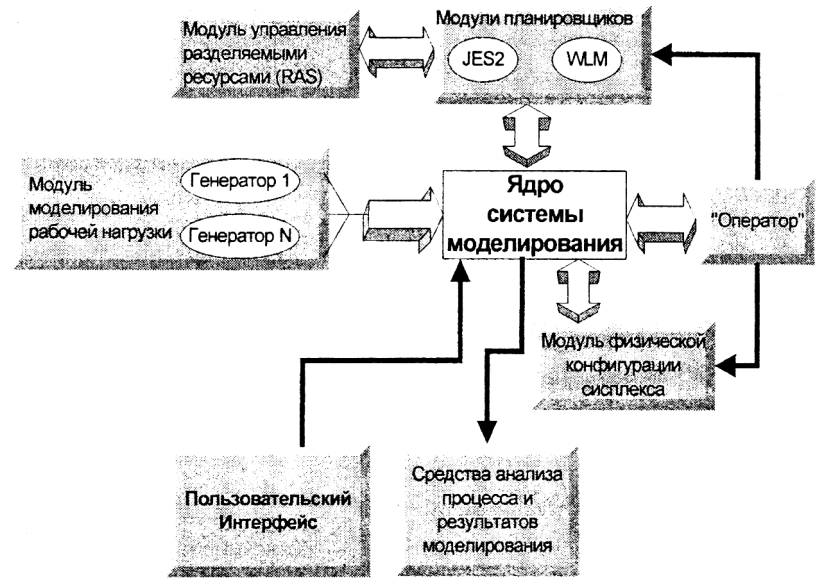 Модуль управления
разделяемыми
ресурсами (RAS)
Модули планировщиков
JES2
WLM
Модуль
моделирования
рабочей нагрузки
Генератор 1
Генератор N
Ядро
системы
моделирования
"Оператор"
Модуль физической
конфигурации
сисплекса
Пользовательский
Интерфейс
Средства анализа
процесса и
результатов
моделирования